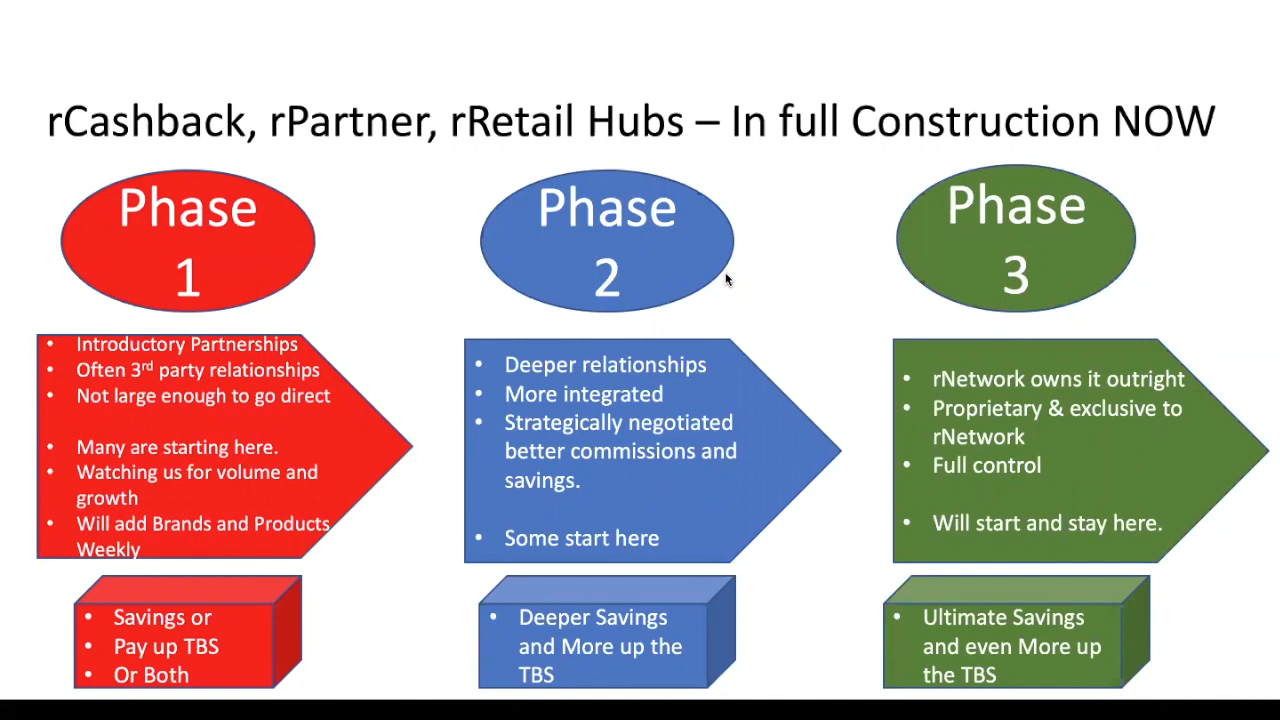 rCashback, rPartner, rRetail Hubs – In full Construction NOW
Phase
1
• Introductory Partnerships
• Often 3rd party relationships
• Not large enough to go direct
• Many are starting here.
• Watching us for volume and
growth
• Will add Brands and Products
Weekly
• Savings or
• Pay up TBS
• Or Both
Phase
2
• Deeper relationships
• More integrated
• Strategically negotiated
better commissions and
savings.
• Some start here
• Deeper Savings
and More up the
TBS
Phase
3
• rNetwork owns it outright
• Proprietary & exclusive to
rNetwork
• Full control
• Will start and stay here.
• Ultimate Savings
and even More up
the TBS